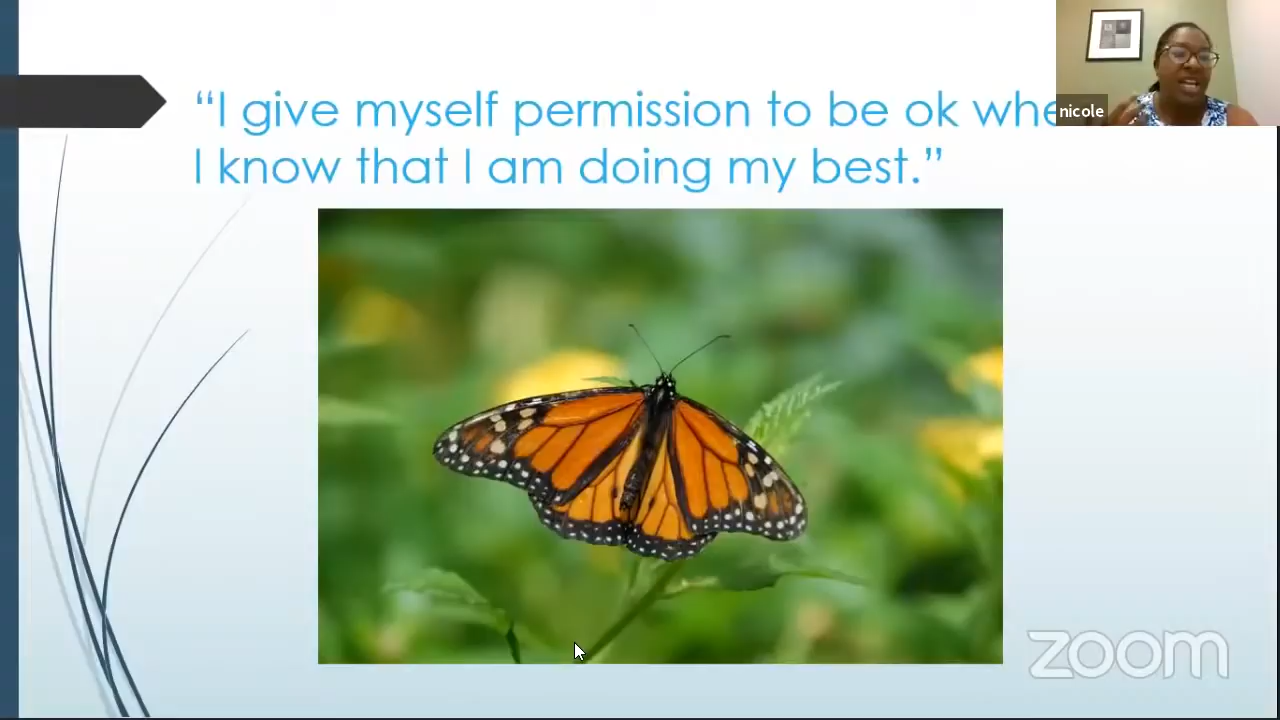 “I give myself permission to be ok whe
I know that I am doing my best.”
nicole
zoom